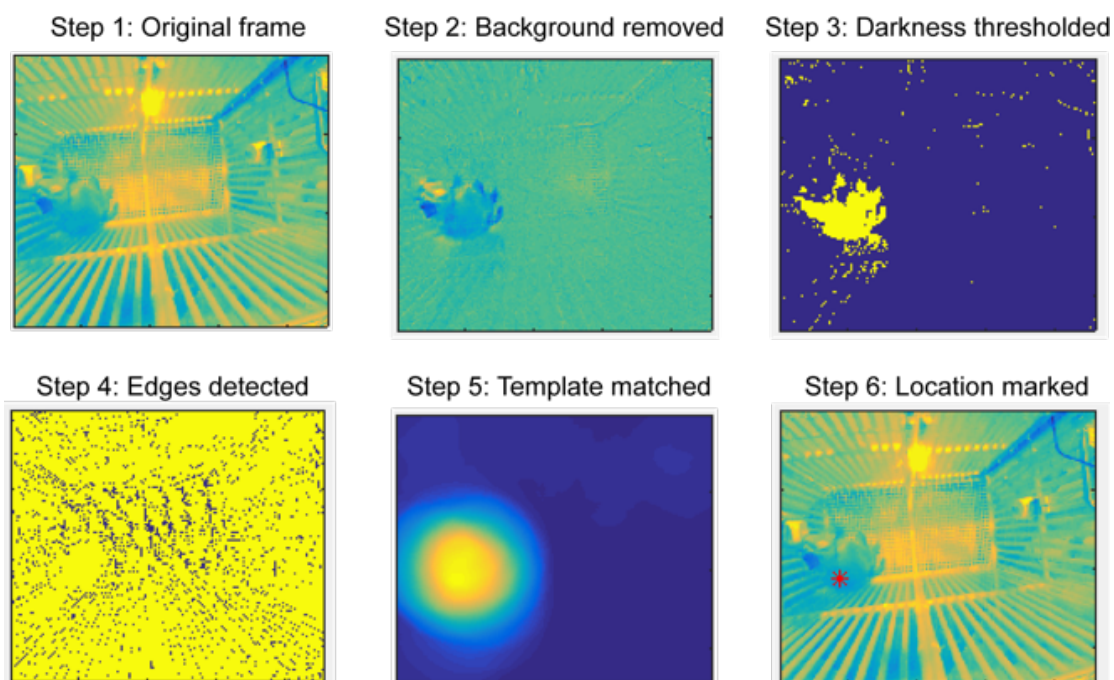 Step 1: Original frame
Step 2: Background removed
Step 3: Darkness thresholded
Step 4: Edges detected
Step 5: Template matched
Step 6: Location marked